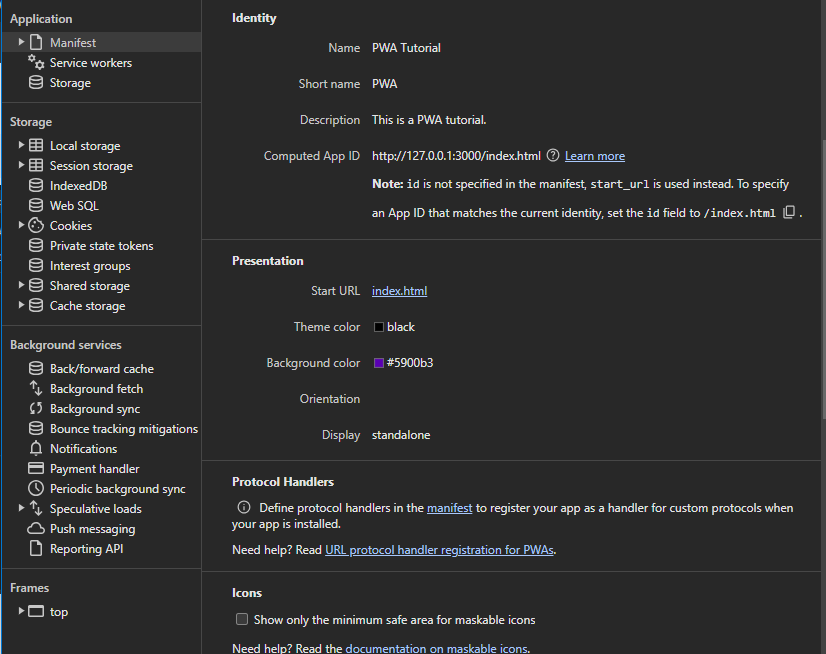 Application
Manifest
Service workers
Storage
Storage
Local storage
Session storage
IndexedDB
Web SQL
Cookies
Private state tokens
Interest groups
Shared storage
Cache storage
Background services
Back/forward cache
Background fetch
Background sync
Bounce tracking mitigations
Notifications
Payment handler
Periodic background sync
Speculative loads
Push messaging
Reporting API
Frames
top
Identity
Name PWA Tutorial
Short name PWA
Description This is a PWA tutorial.
Computed App ID http://127.0.0.1:3000/index.html Learn more
Note: id is not specified in the manifest, start_url is used instead. To specify
an App ID that matches the current identity, set the id field to /index.html .
Presentation
Start URL index.html
Theme color black
Background color #5900b3
Orientation
Display standalone
Protocol Handlers
Define protocol handlers in the manifest to register your app as a handler for custom protocols when
your app is installed.
Need help? Read URL protocol handler registration for PWAs.
Icons
Show only the minimum safe area for maskable icons
Need help? Read the documentation on maskable icons.